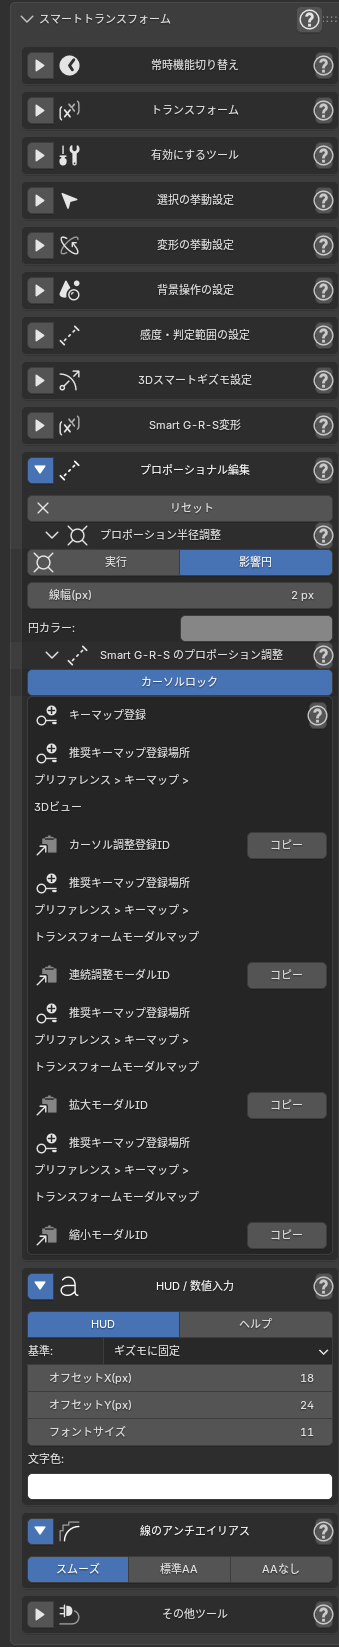 スマートトランスフォーム
常時機能切り替え
トランスフォーム
有効にするツール
選択の挙動設定
変形の挙動設定
背景操作の設定
感度・判定範囲の設定
3Dスマートギズモ設定
Smart G-R-S変形
プロポーショナル編集
リセット
プロポーション半径調整
実行 影響円
線幅(px) 2 px
円カラー:
Smart G-R-S のプロポーション調整
カーソルロック
キーマップ登録
推奨キーマップ登録場所
プリファレンス > キーマップ >
3Dビュー
カーソル調整登録ID コピー
推奨キーマップ登録場所
プリファレンス > キーマップ >
トランスフォームモーダルマップ
連続調整モーダルID コピー
推奨キーマップ登録場所
プリファレンス > キーマップ >
トランスフォームモーダルマップ
拡大モーダルID コピー
推奨キーマップ登録場所
プリファレンス > キーマップ >
トランスフォームモーダルマップ
縮小モーダルID コピー
HUD / 数値入力
HUD ヘルプ
基準: ギズモに固定
オフセットX(px) 18
オフセットY(px) 24
フォントサイズ 11
文字色:
線のアンチエイリアス
スムーズ 標準AA AAなし
その他ツール